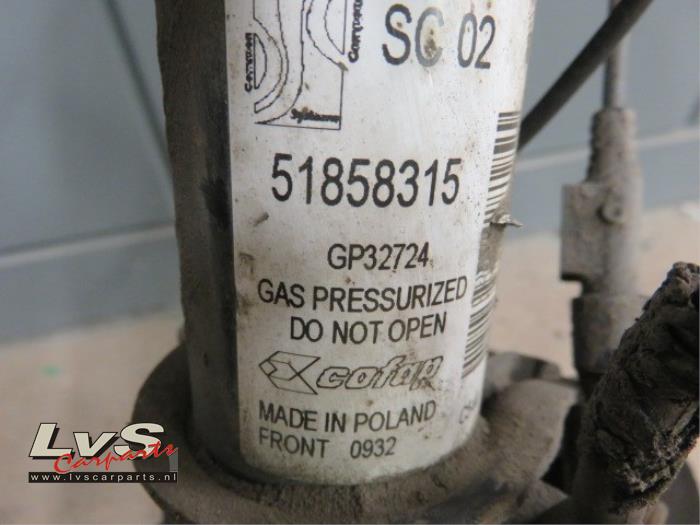 SC 02
51858315
GP32724
GAS PRESSURIZED
DO NOT OPEN
cofap
MADE IN POLAND
FRONT 0932
LvS
Carparts
www.lvscarparts.nl